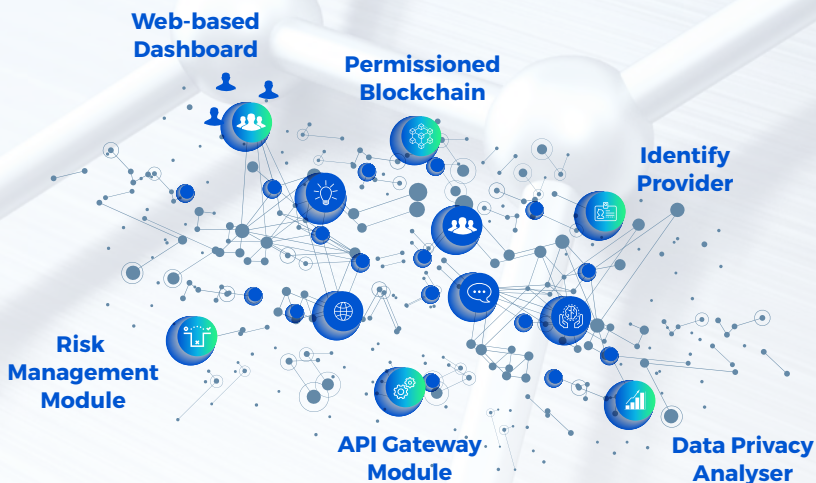 Web-based
Dashboard
Permissioned
Blockchain
Identify
Provider
Risk
Management
Module
API Gateway
Module
Data Privacy
Analyser